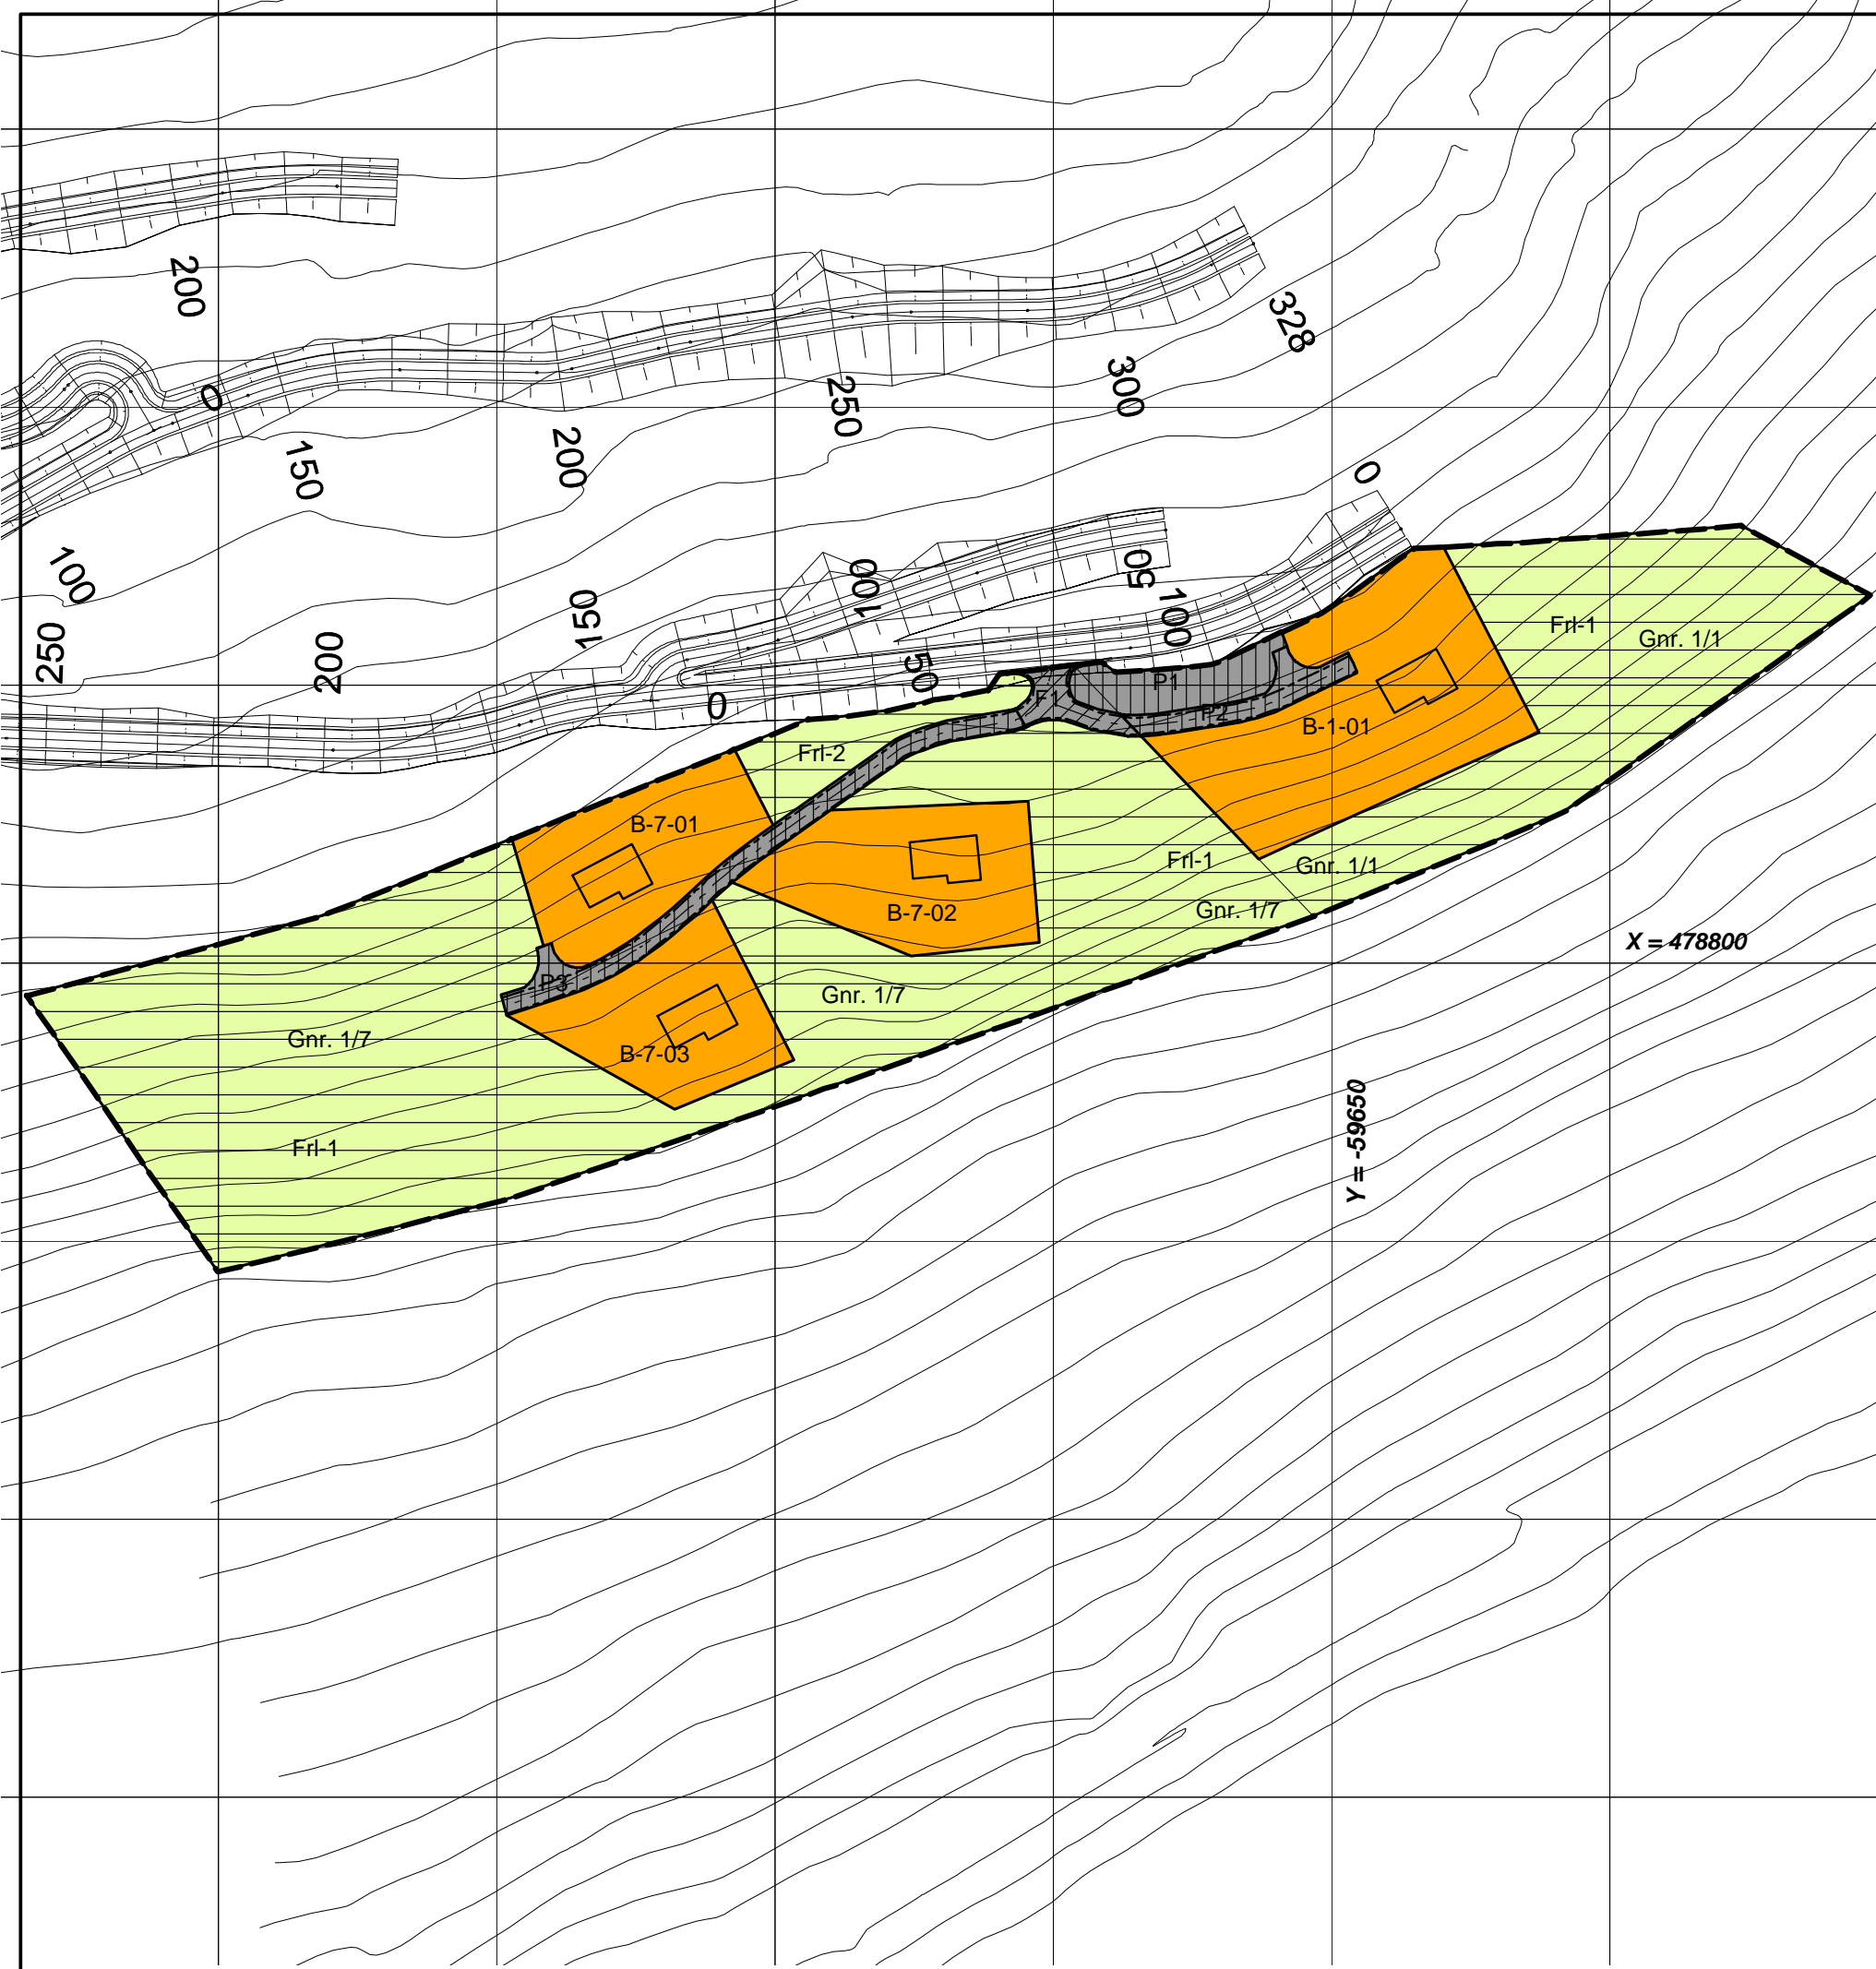 200
328
300
250
0
150
200
0
100
50
100
100
150
250
200
50
0
Frl-1
Gnr. 1/1
P1
F1
P2
B-1-01
Frl-2
B-7-01
Frl-1
Gnr. 1/1
B-7-02
Gnr. 1/7
X = 478800
P3
Gnr. 1/7
Gnr. 1/7
B-7-03
Y = -59650
Frl-1